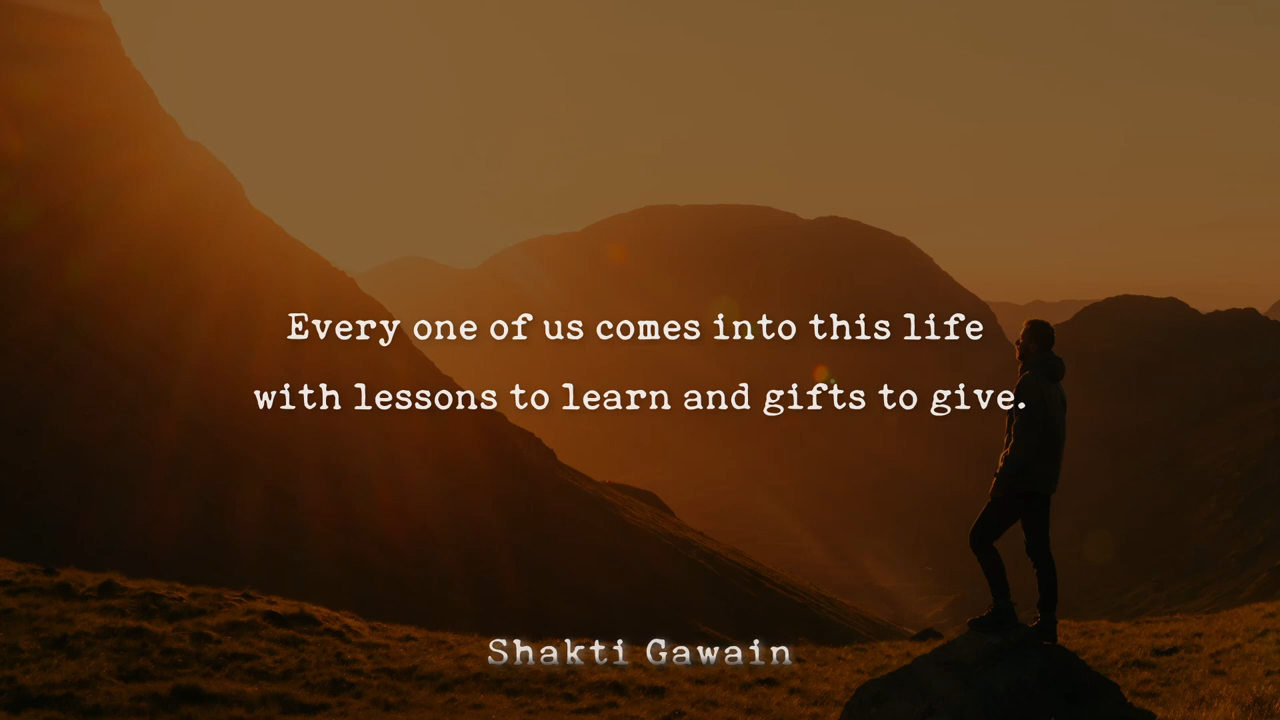 Every one of us comes into this life
with lessons to learn and gifts to give.
Shakti Gawain